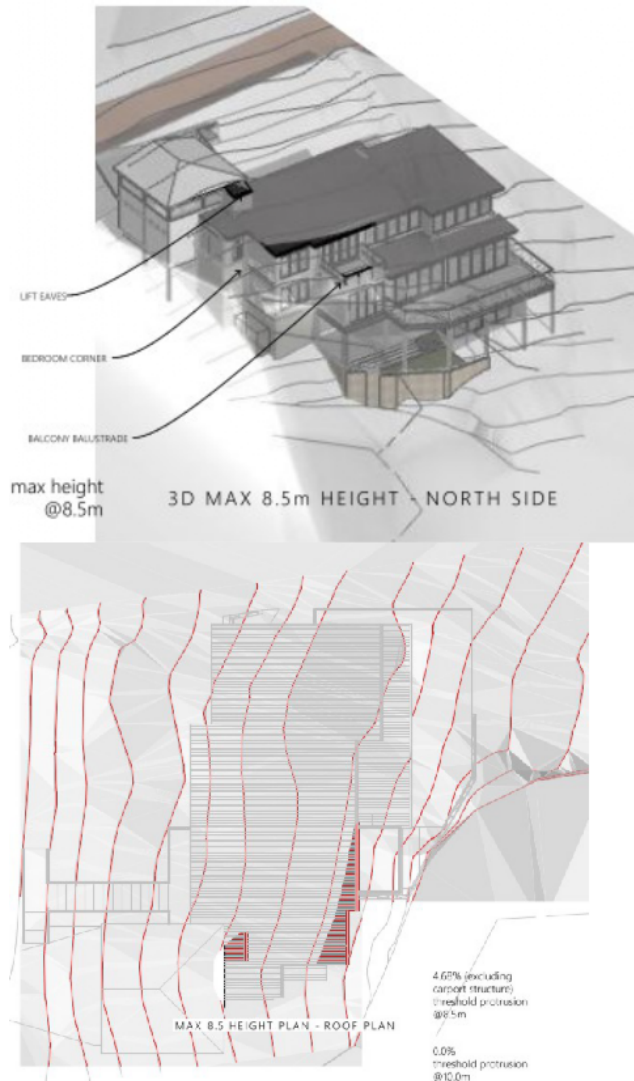 LIFT EAVES
BEDROOM CORNER
BALCONY BALUSTRADE
max height
@8.5m
3D MAX 8.5m HEIGHT - NORTH SIDE
MAX 8.5 HEIGHT PLAN - ROOF PLAN
4.68% (excluding
carport structure)
threshold protrusion
@8.5m
0.0%
threshold protrusion
@10.0m